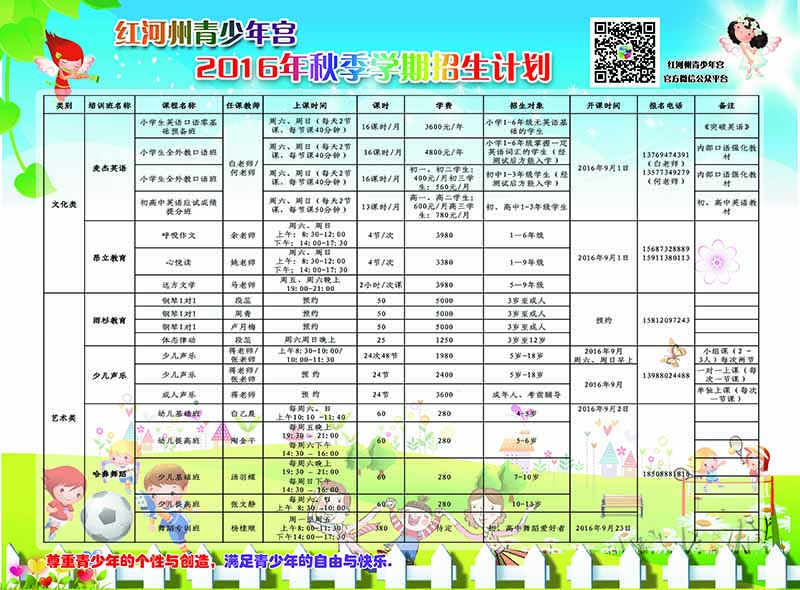 红河州青少年宫
2016年秋季学期招生计划
红河州青少年宫
官方微信公众平台
类别 培训班名称 课程名称 任课教师 上课时间 课时 学费 招生对象 开课时间 报名电话 备注
文化类
麦杰英语
小学生英语口语零基础预备班
白老师/何老师
周六、周日(每天2节课,每节课40分钟)
16课时/月
3600元/年
小学1-6年级无英语基础的学生
2016年9月1日
13769474391
(白老师)
13577349279
(何老师)
《突破英语》
小学生全外教口语班
周六、周日(每天2节课,每节课40分钟)
16课时/月
4800元/年
小学1-6年级掌握一定英语词汇的学生(经测试后方能入学)
内部口语强化教材
小学生全外教口语班
周六、周日(每天2节课,每节课40分钟)
16课时/月
初一、初二学生:400元/月初三学生:560元/月
初中1-3年级学生(经测试后方能入学)
内部口语强化教材
初高中英语应试成绩提分班
周六、周日(每天2节课,每节课50分钟)
13课时/月
高一、高二学生:600元/月高三学生:780元/月
初、高中1-3年级学生
初、高中英语教材
昂立教育
呼吸作文 余老师
周六、周日
上午:8:30-12:00
下午:14:00-17:30
4节/次 3980 1—6年级
2016年9月1日
15687328889
15911380113
心悦读 姚老师
周六、周日
上午:8:30-12:00
下午:14:00-17:30
4节/次 3380 1—9年级
远方文学 马老师
周五、周六晚上
19:00-21:00
2小时/次课 3980 5—9年级
艺术类
雨杉教育
钢琴1对1 段蕊 预约 50 5000 3岁至成人
预约
15812097243
钢琴1对1 周青 预约 50 5000 3岁至成人
钢琴1对1 卢月梅 预约 50 5000 3岁至成人
体态律动 段蕊 周六周日晚上 25 1250 3岁至12岁
少儿声乐
少儿声乐
蒋老师/张老师
上午8:30-10:00/10:00-11:30
24次48节 1980 5岁-18岁
2016年9月
周六、周日早上
13988024488
小组课(2-3人)每次两节
少儿声乐
蒋老师/张老师
预约 24节 2400 5岁-18岁
2016年9月
一对一上课(每次一节课)
成人声乐 蒋老师 预约 24节 3600 成年人、考前辅导
单独上课(每次一节课)
哈彝舞蹈
幼儿基础班 白乙晨
每周六、日
上午10:10 -11:40
60 280 4-5岁
2016年9月2日
幼儿提高班 陶金平
每周五晚上
19:30 - 21:00
每周六下午
14:30 - 16:00
60 280 5-6岁
18508881816
少儿基础班 汤羽蝶
每周六晚上
19:30 - 21:00
每周日下午
14:30 - 16:00
60 280 7-10岁
少儿提高班 张文静
每周六、日
14:30 - 16:00
60 280 10-13岁
舞蹈专训班 杨棣顺
周一至周五
上午8:00-11:30
下午14:00-17:30
380 待定 初、高中舞蹈爱好者 2016年9月23日
尊重青少年的个性与创造,满足青少年的自由与快乐.